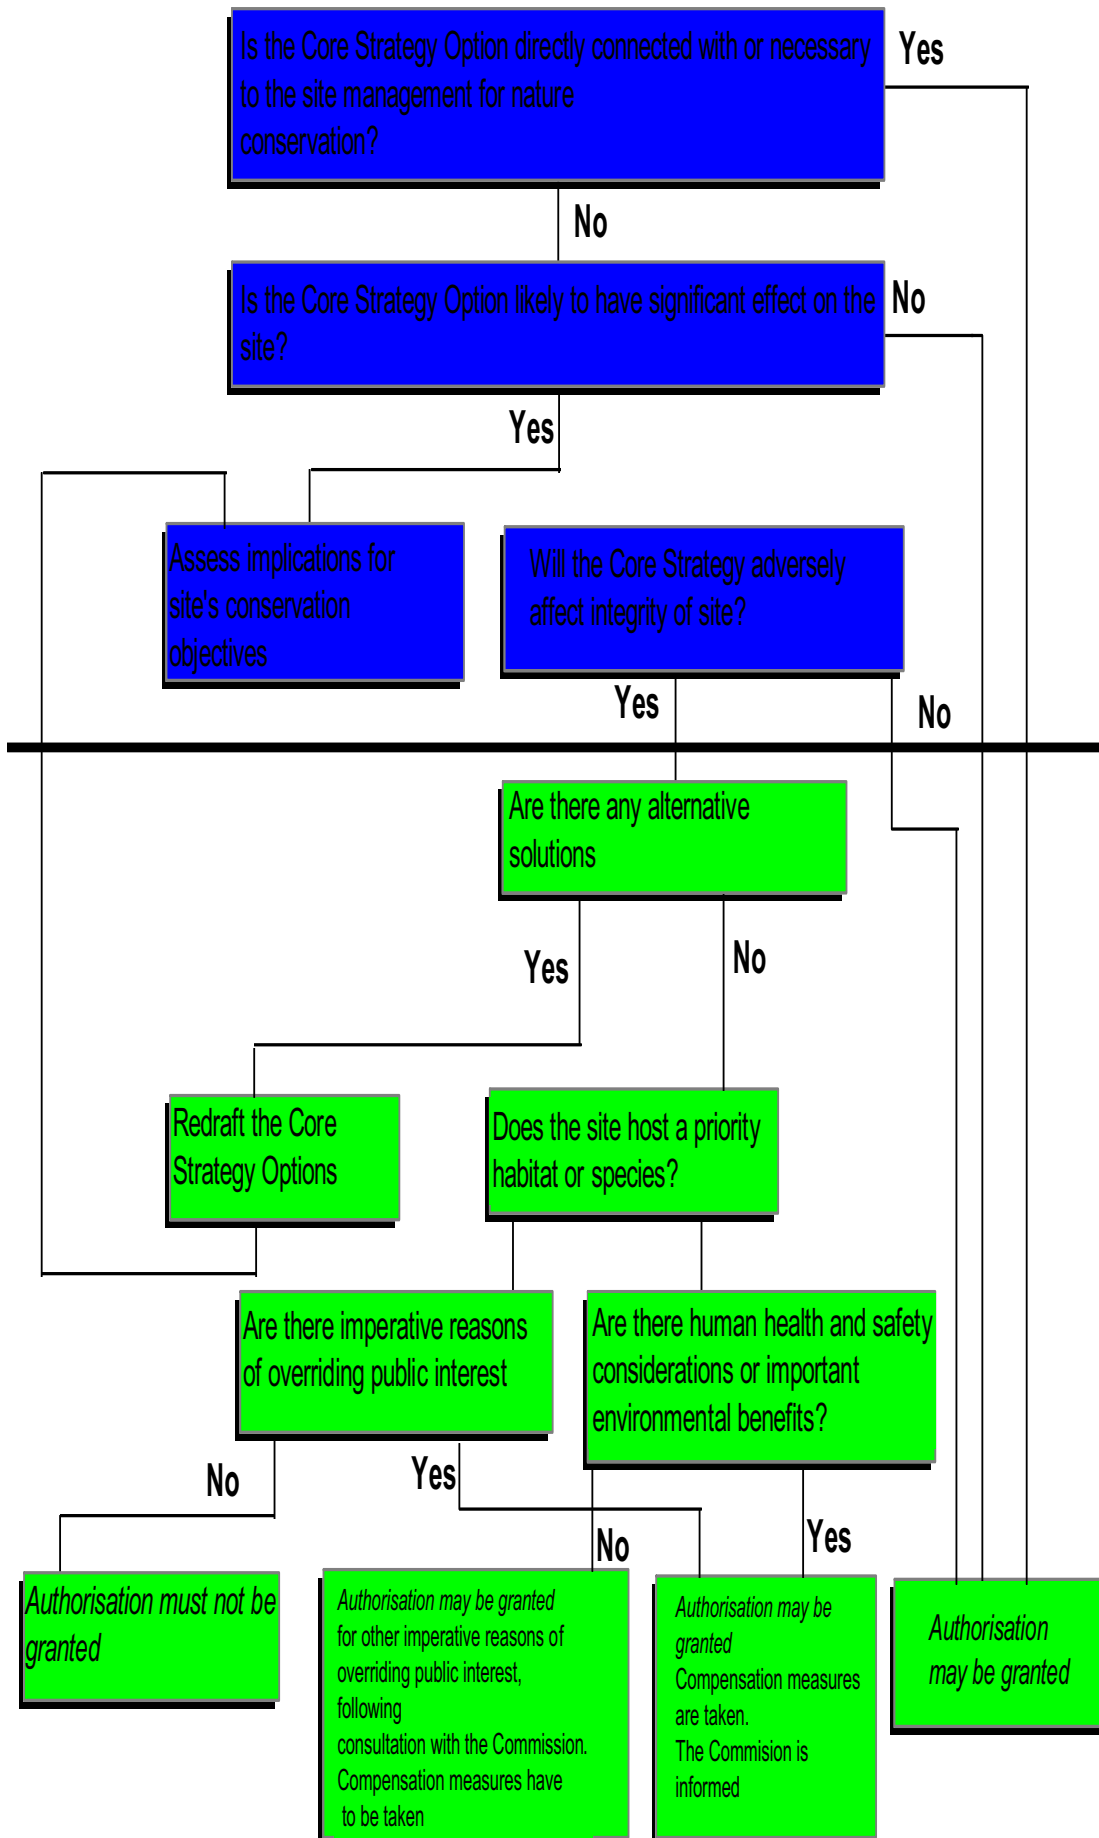 Is the Core Strategy Option directly connected with or necessary
to the site management for nature
conservation?
Yes
No
Is the Core Strategy Option likely to have significant effect on the
site?
No
Yes
Assess implications for
site's conservation
objectives
Will the Core Strategy adversely
affect integrity of site?
Yes
No
Are there any alternative
solutions
Yes
No
Redraft the Core
Strategy Options
Does the site host a priority
habitat or species?
Are there imperative reasons
of overriding public interest
Are there human health and safety
considerations or important
environmental benefits?
No
Yes
No
Yes
Authorisation must not be
granted
Authorisation may be granted
for other imperative reasons of
overriding public interest,
following
consultation with the Commission.
Compensation measures have
to be taken
Authorisation may be
granted
Compensation measures
are taken.
The Commision is
informed
Authorisation
may be granted